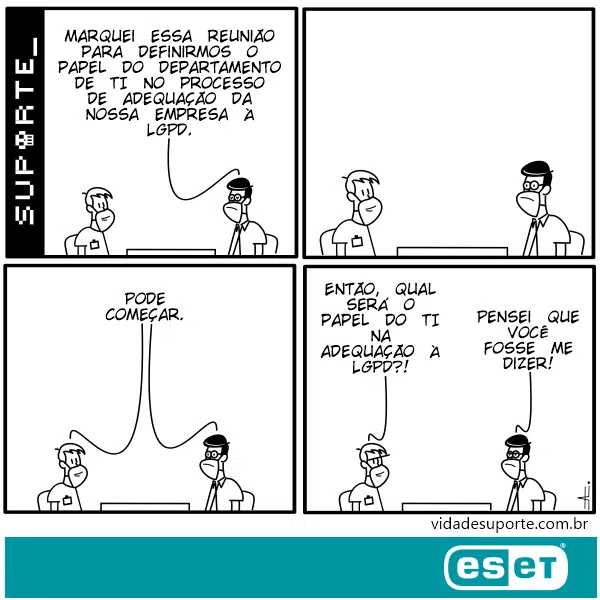 SUPORTE_
MARQUEI ESSA REUNIÃO
PARA DEFINIRMOS O
PAPEL DO DEPARTAMENTO
DE TI NO PROCESSO
DE ADEQUAÇÃO DA
NOSSA EMPRESA À
LGPD.
PODE
COMEÇAR.
ENTÃO, QUAL
SERÁ O
PAPEL DO TI
NA
ADEQUAÇÃO À
LGPD?!
PENSEI QUE
VOCÊ
FOSSE ME
DIZER!
vidadesuporte.com.br
eseT®